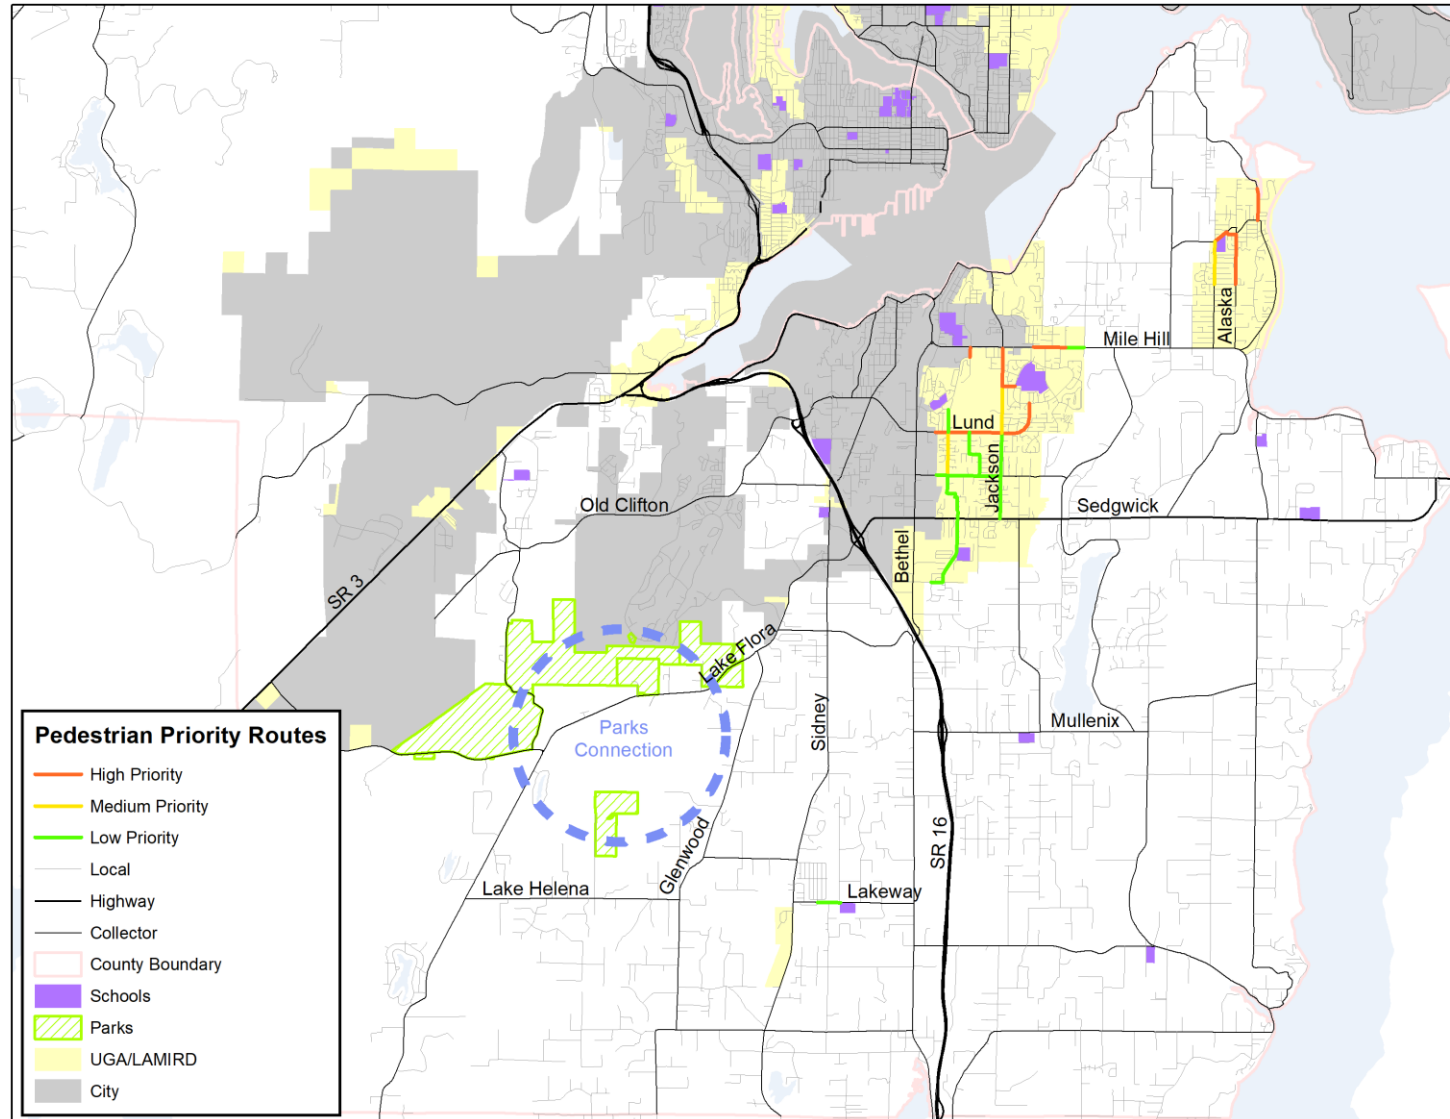 Mile Hill
Alaska
Lund
Jackson
Old Clifton
Sedgwick
Bethel
SR 3
Lake Flora
Sidney
Parks
Connection
Mullenix
SR 16
Glenwood
Lake Helena
Lakeway
Pedestrian Priority Routes
High Priority
Medium Priority
Low Priority
Local
Highway
Collector
County Boundary
Schools
Parks
UGA/LAMIRD
City